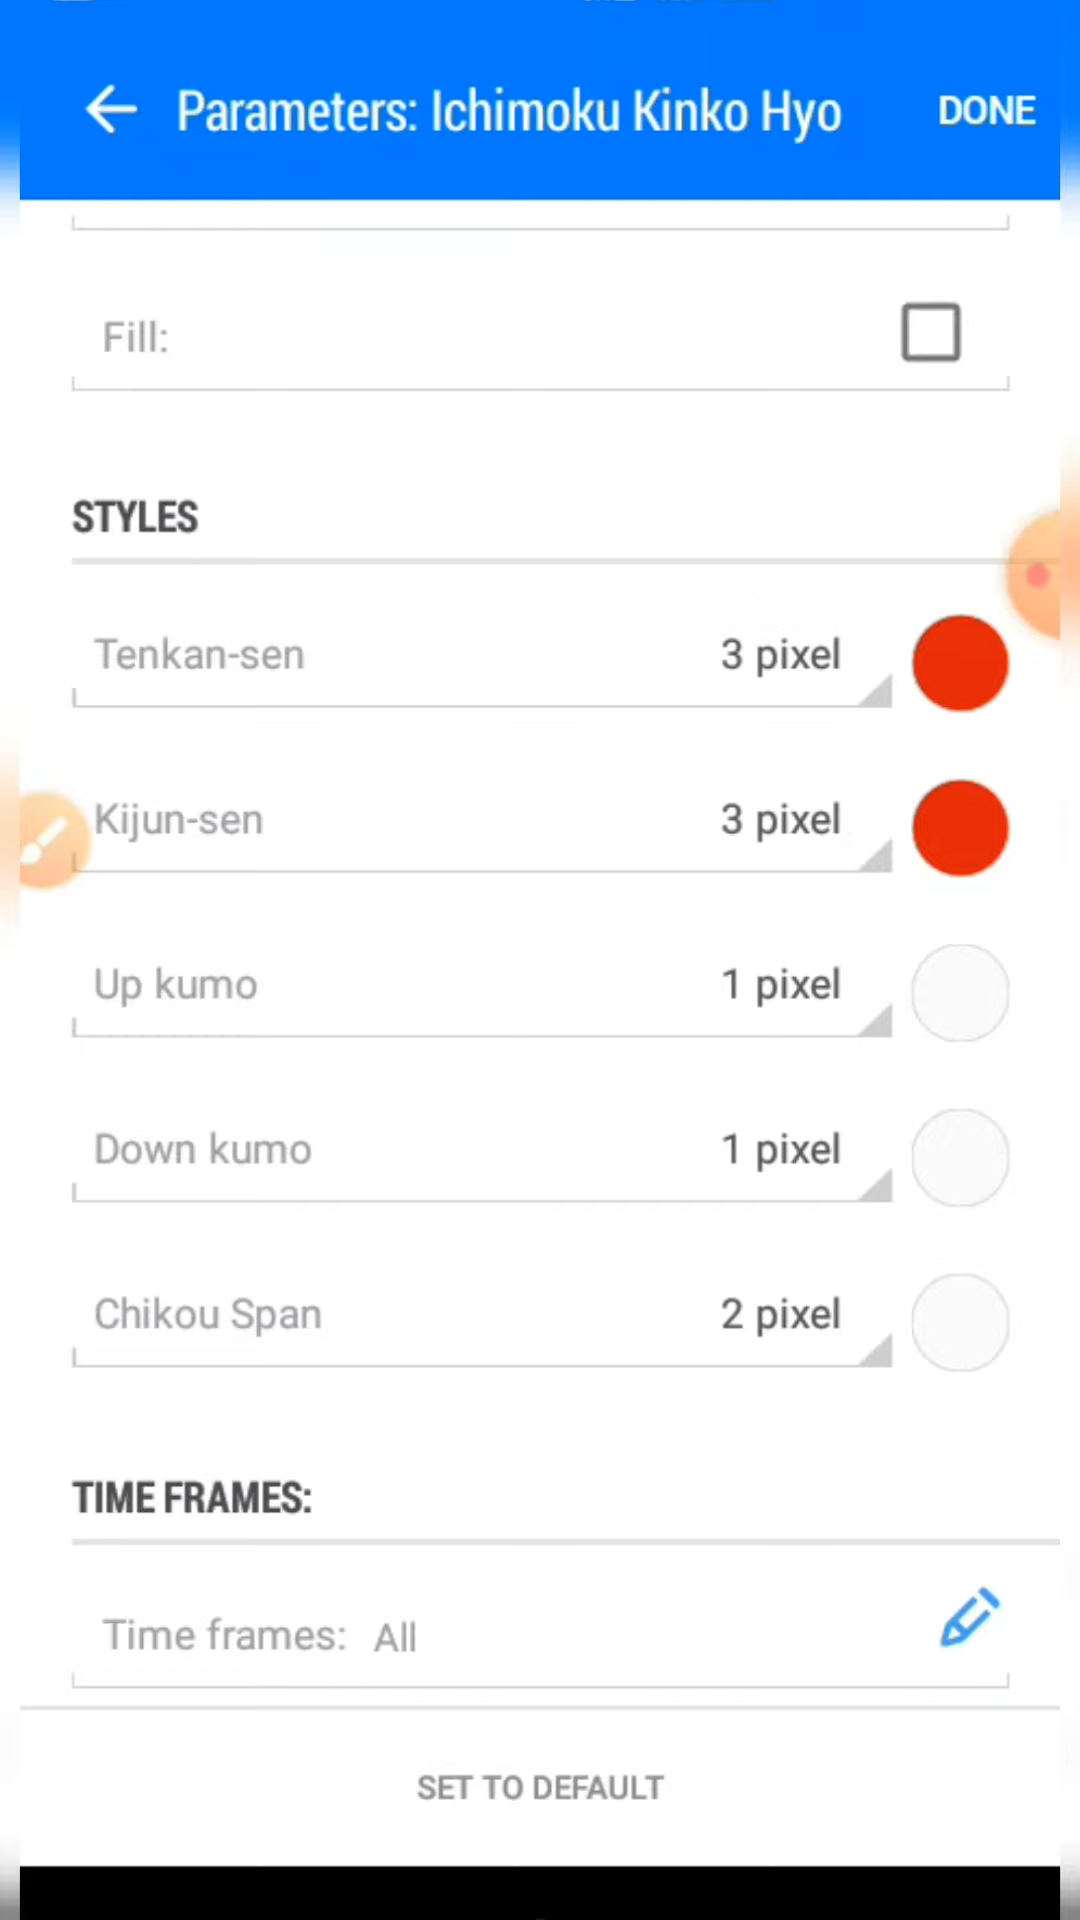 Parameters: Ichimoku Kinko Hyo DONE
Fill:
STYLES
Tenkan-sen 3 pixel
Kijun-sen 3 pixel
Up kumo 1 pixel
Down kumo 1 pixel
Chikou Span 2 pixel
TIME FRAMES:
Time frames: All
SET TO DEFAULT